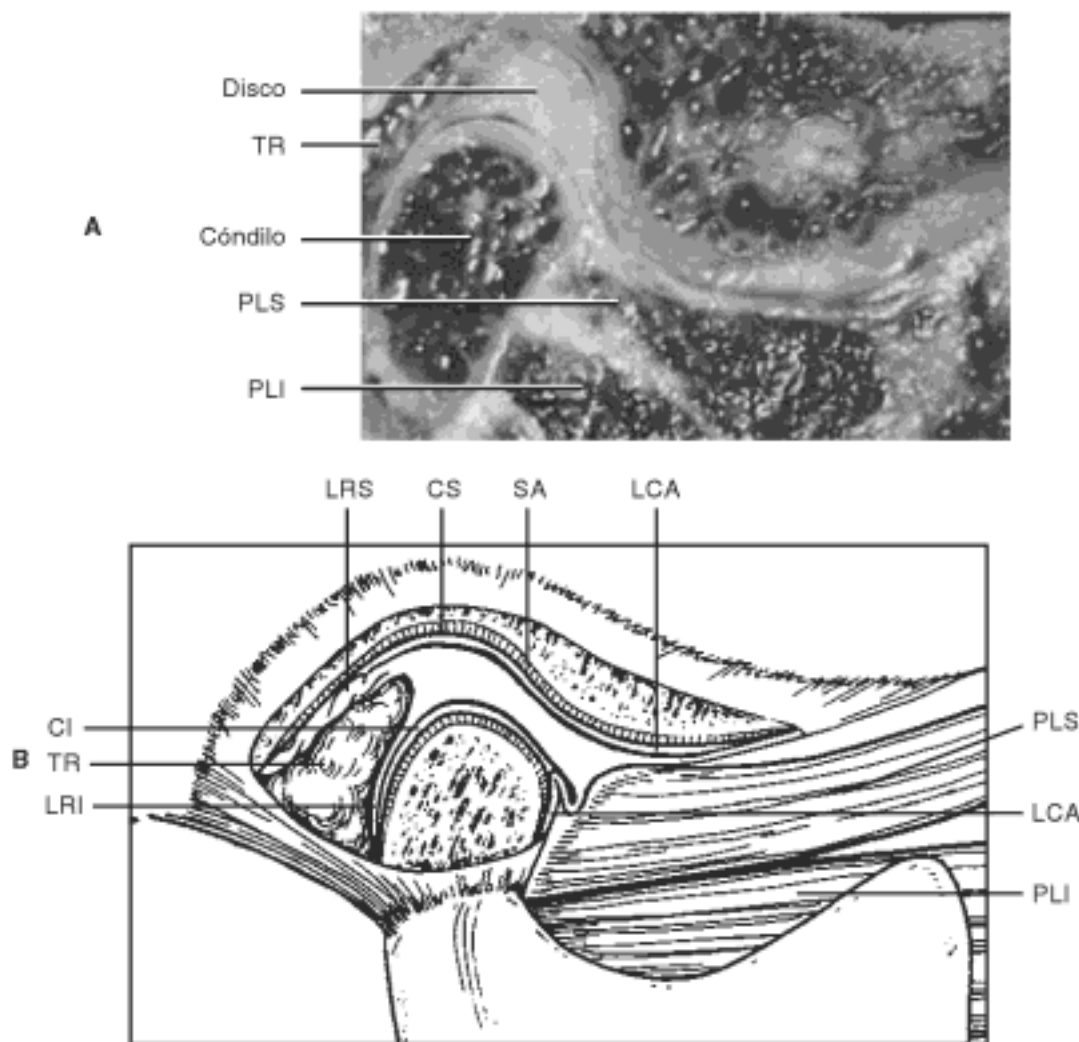 Disco
TR
A
Cóndilo
PLS
PLI
LRS CS SA LCA
CI
PLS
B TR
LRI
LCA
PLI